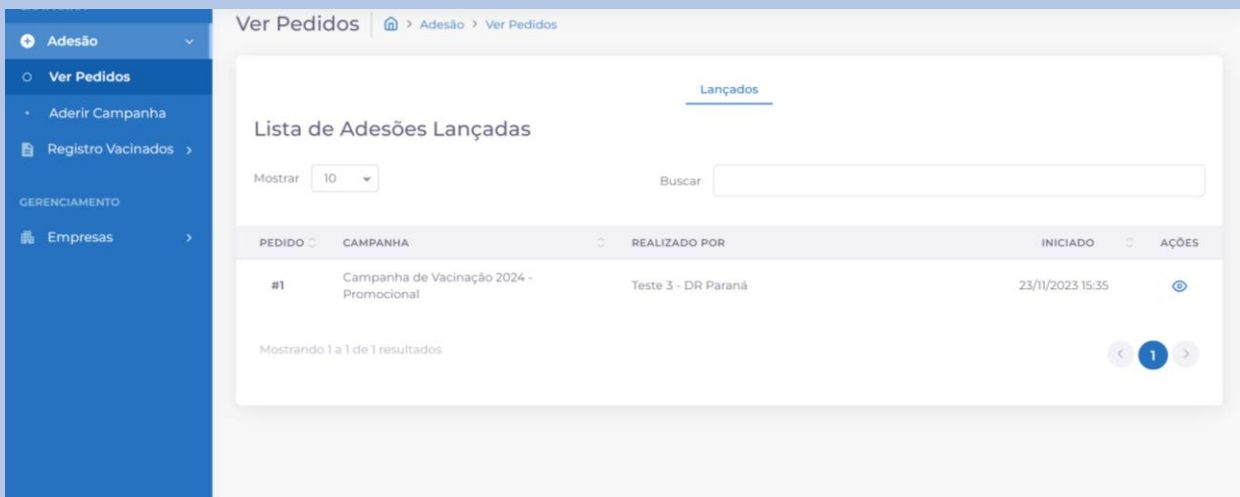 Adesão
Ver Pedidos
Aderir Campanha
Registro Vacinados
GERENCIAMENTO
Empresas
Ver Pedidos
Adesão > Ver Pedidos
Lançados
Lista de Adesões Lançadas
Mostrar 10
Buscar
PEDIDO CAMPANHA REALIZADO POR INICIADO AÇÕES
#1 Campanha de Vacinação 2024 - Teste 3 - DR Paraná 23/11/2023 15:35
Promocional
Mostrando 1 a 1 de 1 resultados
< 1 >